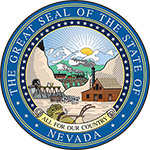 THE GREAT SEAL OF THE STATE OF
NEVADA
ALL FOR OUR COUNTRY